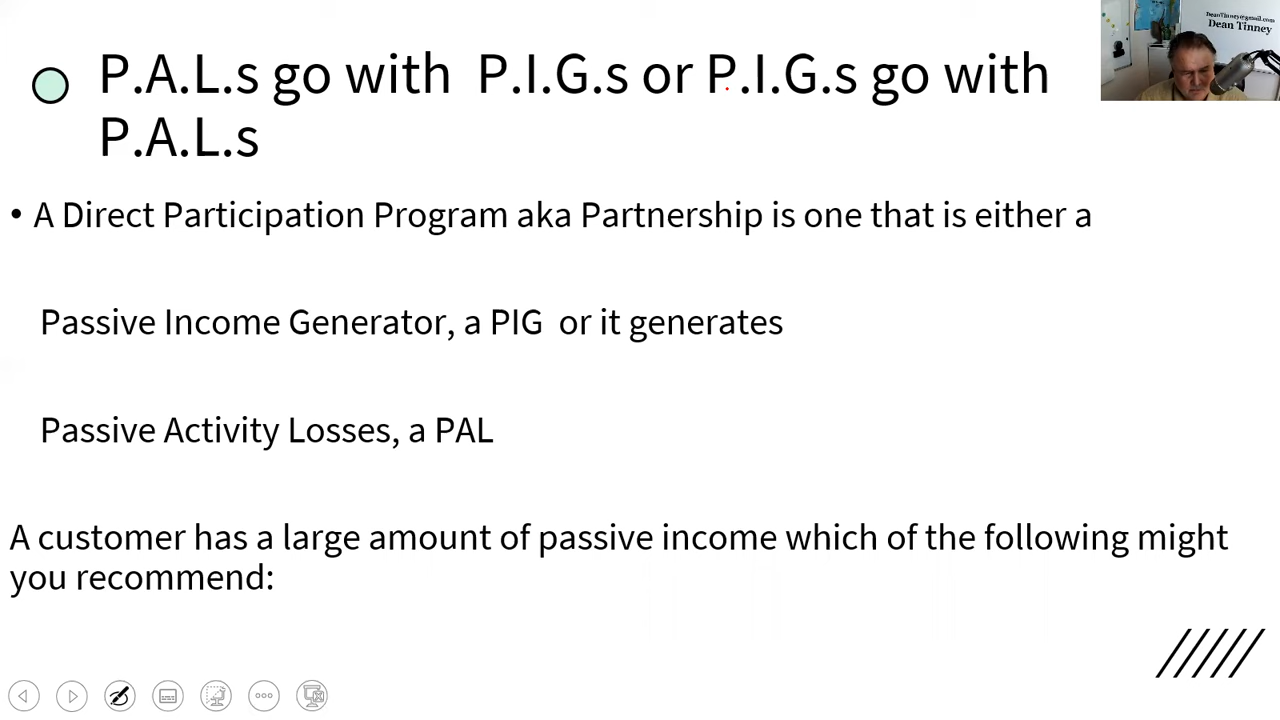 DeanTinney@gmail.com
Dean Tinney
P.A.L.s go with P.I.G.s or P.I.G.s go with
P.A.L.s
• A Direct Participation Program aka Partnership is one that is either a
Passive Income Generator, a PIG or it generates
Passive Activity Losses, a PAL
A customer has a large amount of passive income which of the following might
you recommend: